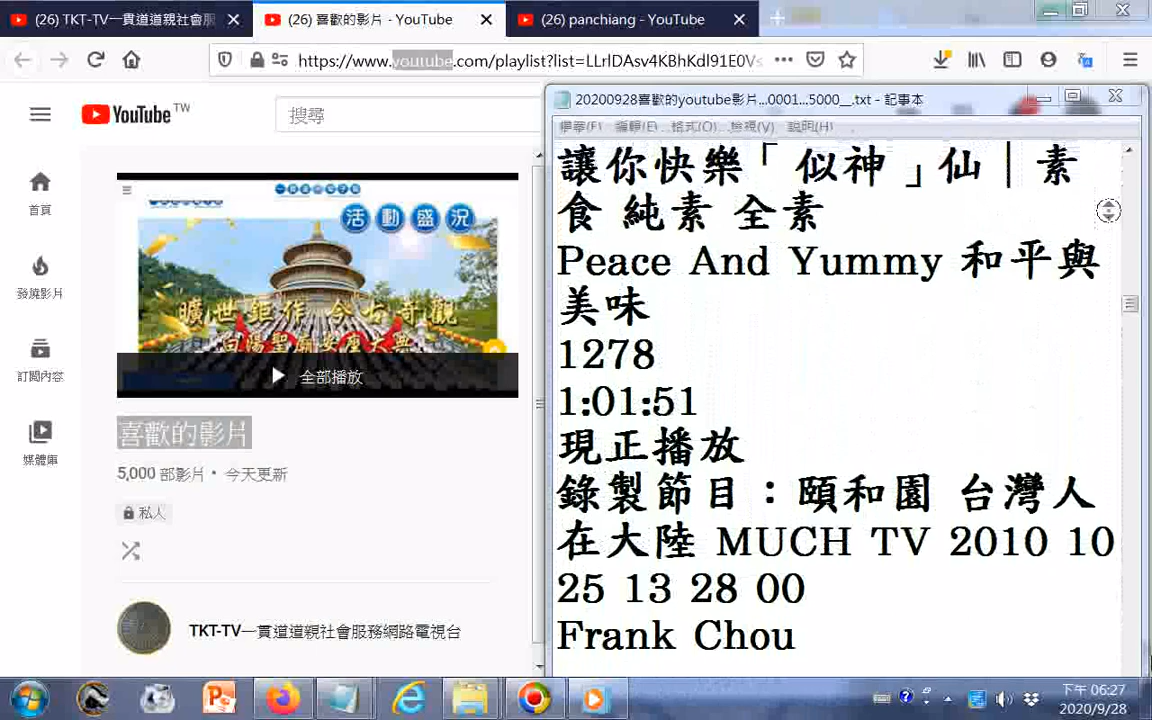 (26) TKT-TV一貫道道親社會服
(26) 喜歡的影片 - YouTube
(26) panchiang - YouTube
https://www.youtube.com/playlist?list=LLrlDAsv4KBhKdl91E0Vs
YouTube TW
搜尋
首頁
發燒影片
訂閱內容
媒體庫
活動盛況
曠世鉅作 今古奇觀
全部播放
喜歡的影片
5,000 部影片・ 今天更新
私人
TKT-TV一貫道道親社會服務網路電視台
20200928喜歡的youtube影片...0001...5000__.txt - 記事本
檔案(F) 編輯(E) 格式(O) 檢視(V) 說明(H)
讓你快樂「 似神 」仙｜素
食 純素 全素
Peace And Yummy 和平與
美味
1278
1:01:51
現正播放
錄製節目：頤和園 台灣人
在大陸 MUCH TV 2010 10
25 13 28 00
Frank Chou
下午 06:27
2020/9/28